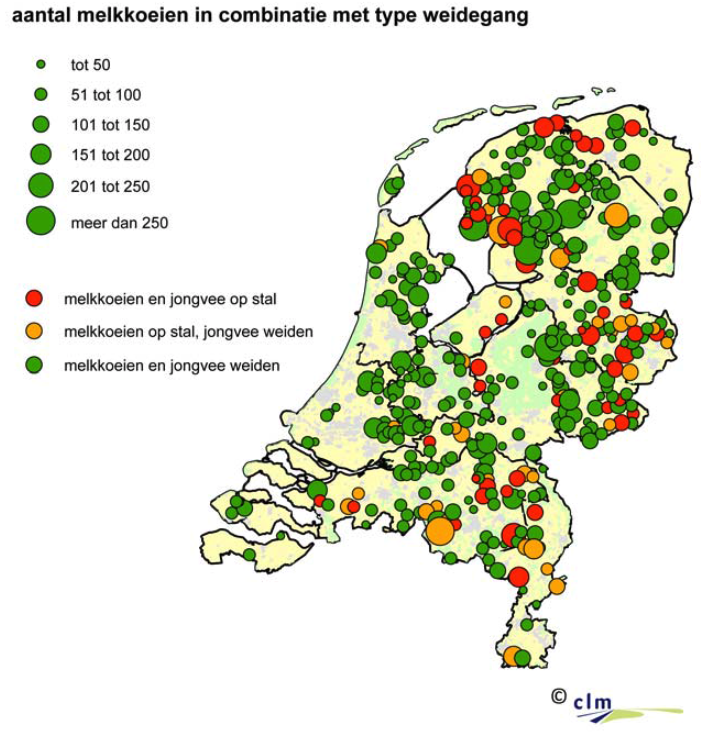 aantal melkkoeien in combinatie met type weidegang
tot 50
51 tot 100
101 tot 150
151 tot 200
201 tot 250
meer dan 250
melkkoeien en jongvee op stal
melkkoeien op stal, jongvee weiden
melkkoeien en jongvee weiden
© clm